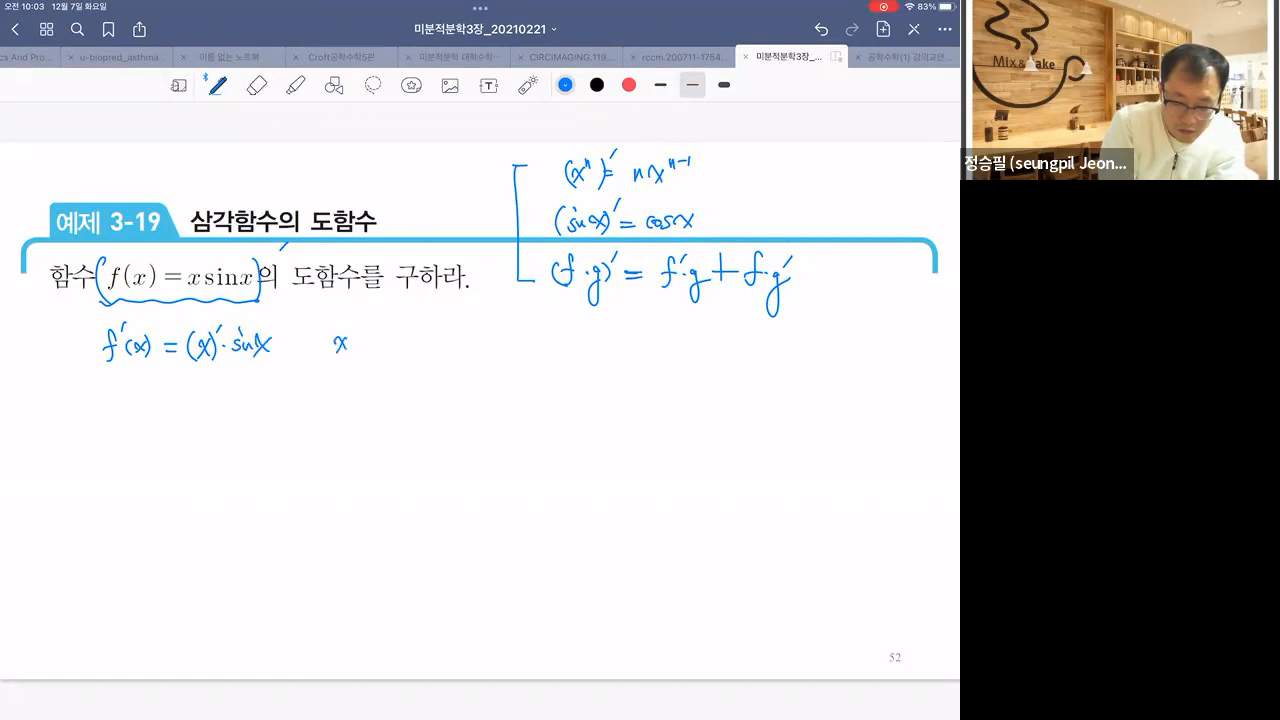 오전 10:03 12월 7일 화요일
83%
미분적분학3장_20210221
cs And Pro
u-biopred_asthma
이름 없는 노트북
Croft공학수학5판
미분적분학 대학수학…
CIRCIMAGING.119…
rccm.200711-1754…
미분적분학3장_…
공학수학(1) 강의교안…
Mix&
ake
정승필 (seungpil Jeon...
(xⁿ)' = nxⁿ⁻¹
예제 3-19 삼각함수의 도함수
(sin x)' = cos x
함수 (f(x) = x sin x)'의 도함수를 구하라.
(f·g)' = f'·g + f·g'
f'(x) = (x)'·sin x x
52